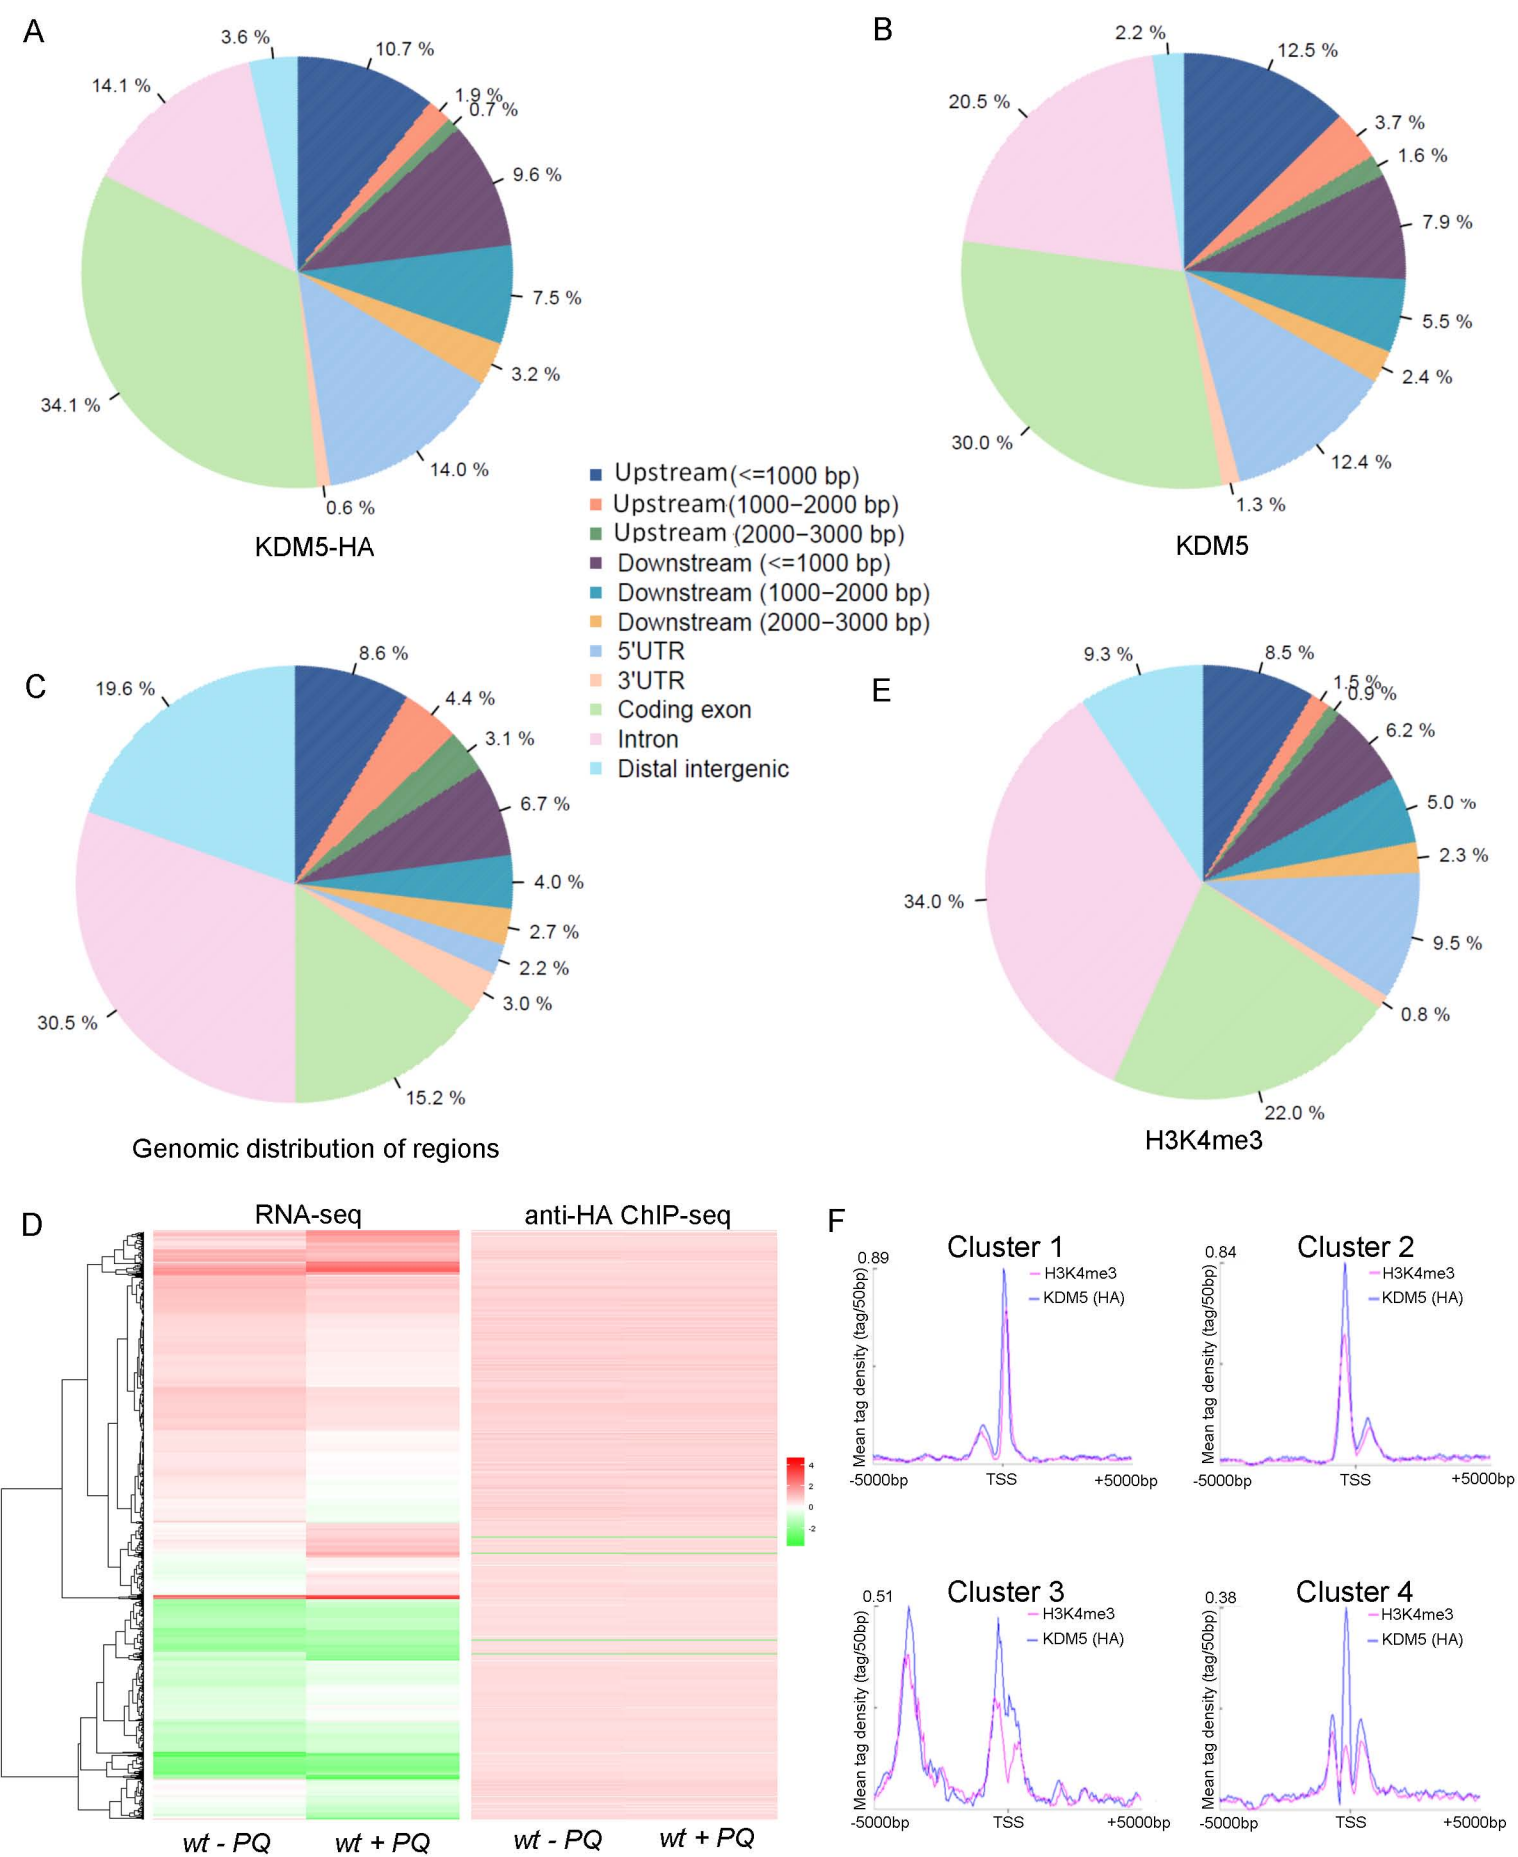 A
3.6 %
10.7 %
1.9 %
0.7 %
14.1 %
9.6 %
7.5 %
3.2 %
34.1 %
14.0 %
0.6 %
KDM5-HA
B
2.2 %
12.5 %
3.7 %
1.6 %
20.5 %
7.9 %
5.5 %
2.4 %
30.0 %
12.4 %
1.3 %
KDM5
Upstream (<=1000 bp)
Upstream (1000−2000 bp)
Upstream (2000−3000 bp)
Downstream (<=1000 bp)
Downstream (1000−2000 bp)
Downstream (2000−3000 bp)
5'UTR
3'UTR
Coding exon
Intron
Distal intergenic
C
8.6 %
19.6 %
4.4 %
3.1 %
6.7 %
4.0 %
2.7 %
2.2 %
3.0 %
30.5 %
15.2 %
Genomic distribution of regions
E
9.3 %
8.5 %
1.5 %
0.9 %
6.2 %
5.0 %
2.3 %
34.0 %
9.5 %
0.8 %
22.0 %
H3K4me3
D
RNA-seq
anti-HA ChIP-seq
4
2
0
-2
wt - PQ
wt + PQ
wt - PQ
wt + PQ
F
Cluster 1
0.89
H3K4me3
KDM5 (HA)
Mean tag density (tag/50bp)
-5000bp
TSS
+5000bp
Cluster 2
0.84
H3K4me3
KDM5 (HA)
Mean tag density (tag/50bp)
-5000bp
TSS
+5000bp
Cluster 3
0.51
H3K4me3
KDM5 (HA)
Mean tag density (tag/50bp)
-5000bp
TSS
+5000bp
Cluster 4
0.38
H3K4me3
KDM5 (HA)
Mean tag density (tag/50bp)
-5000bp
TSS
+5000bp